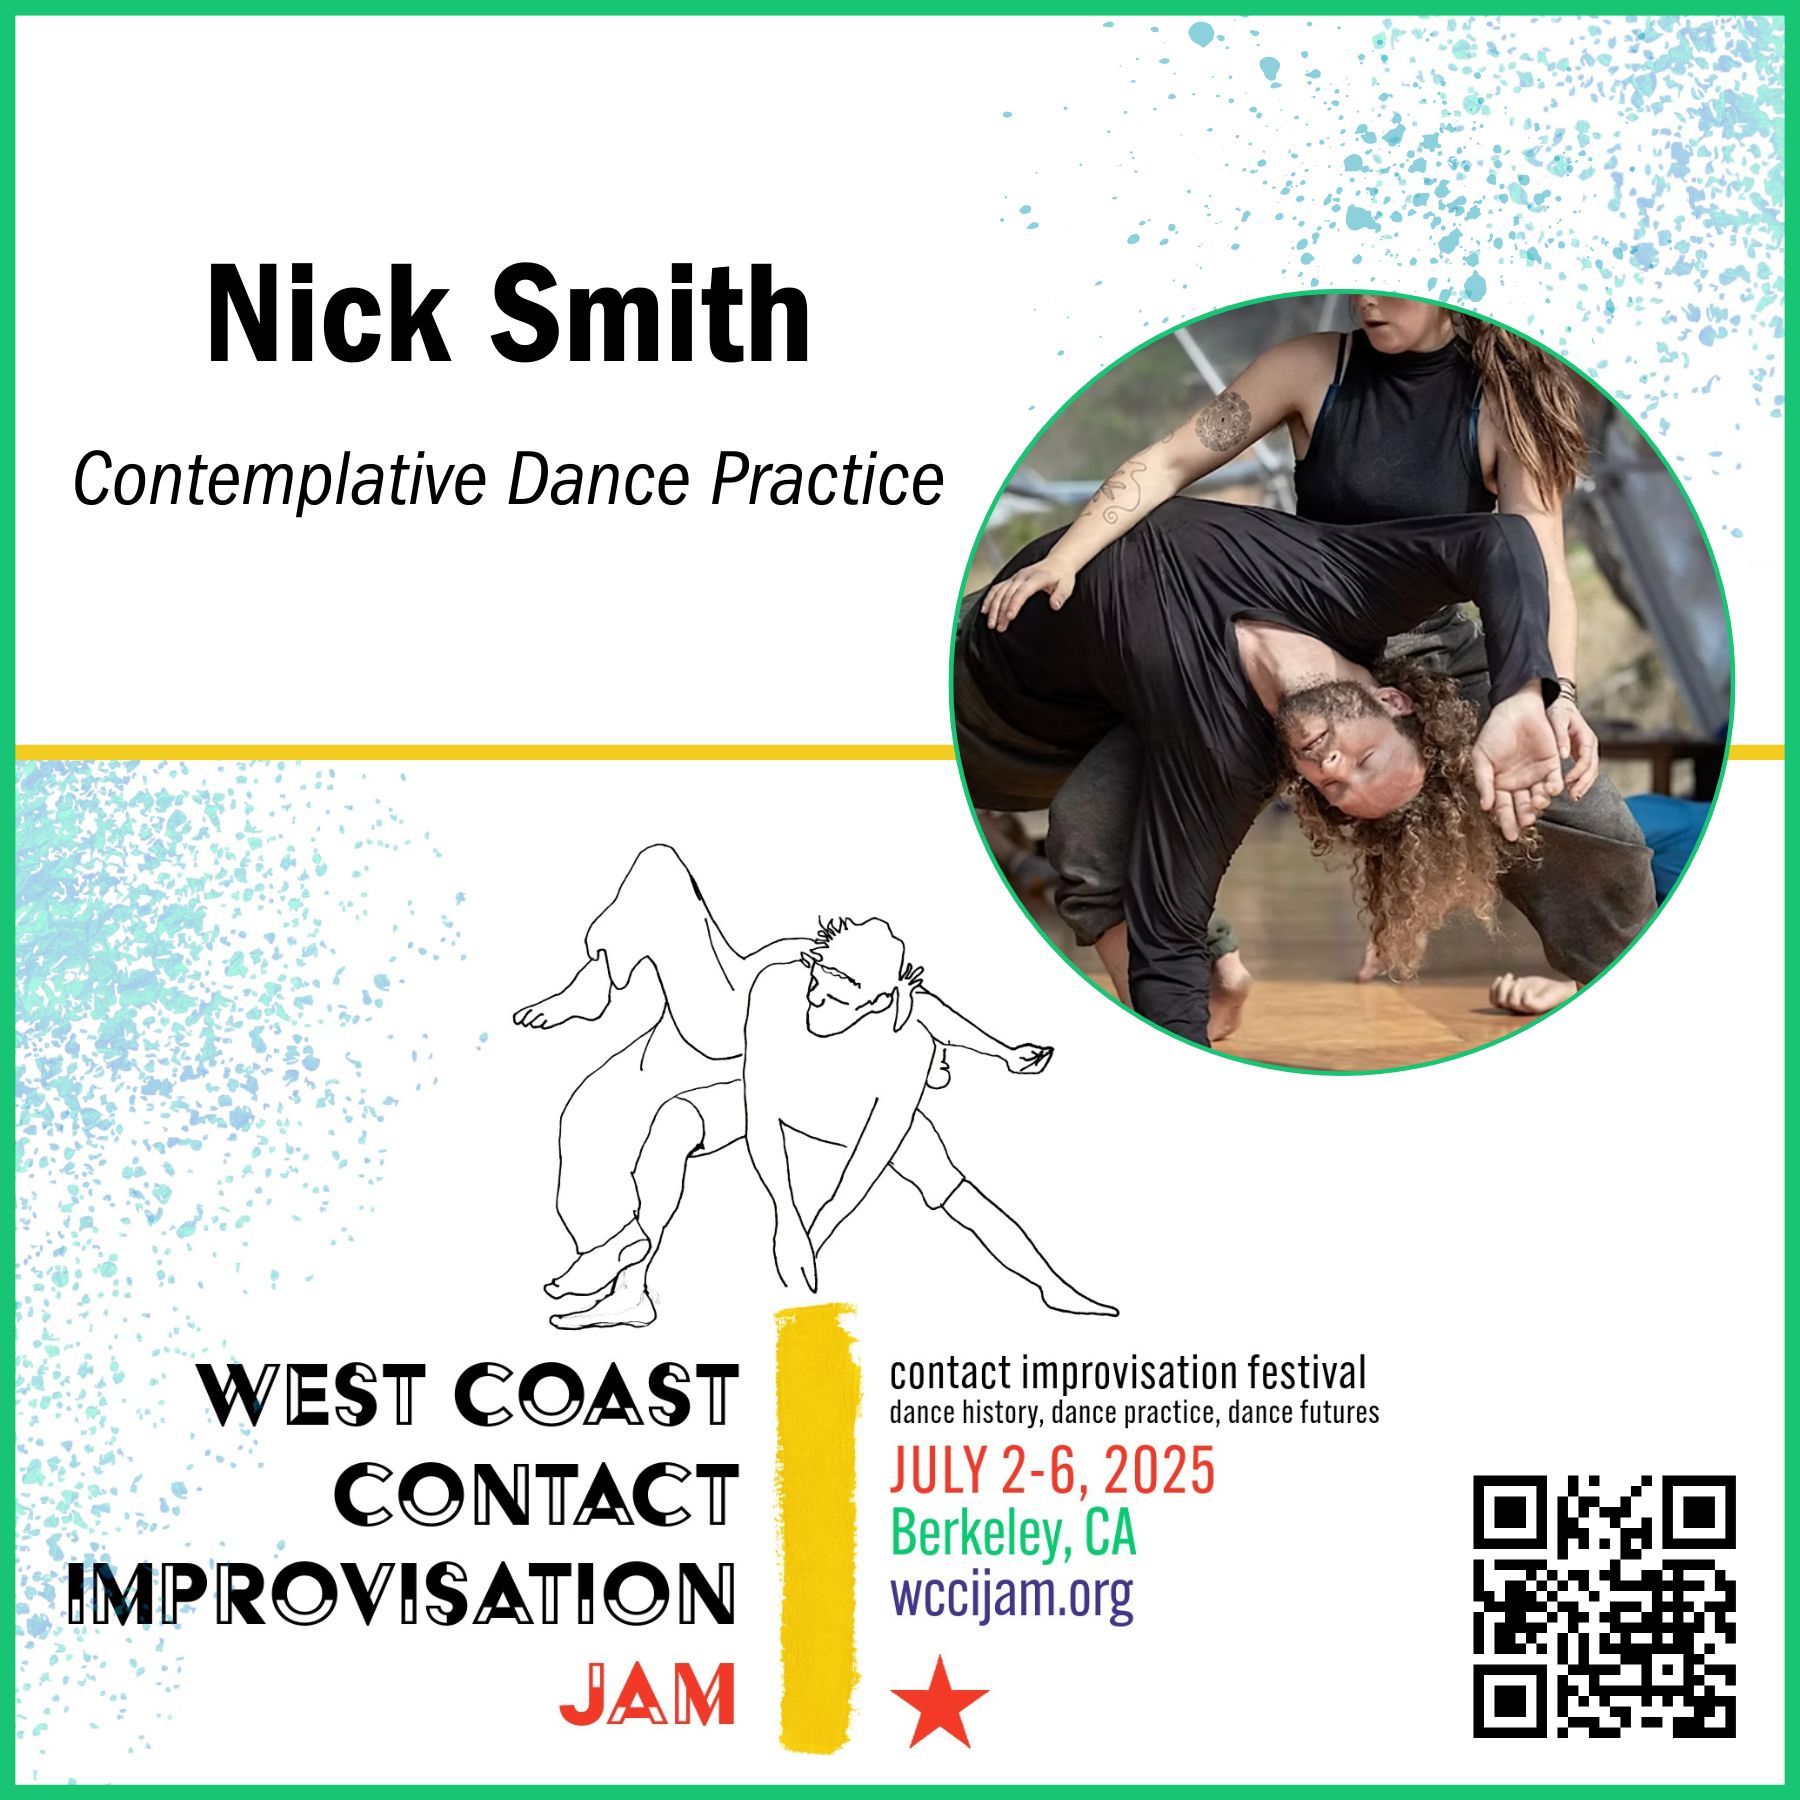 Nick Smith
Contemplative Dance Practice
WEST COAST
CONTACT
IMPROVISATION
JAM
contact improvisation festival
dance history, dance practice, dance futures
JULY 2-6, 2025
Berkeley, CA
wccijam.org